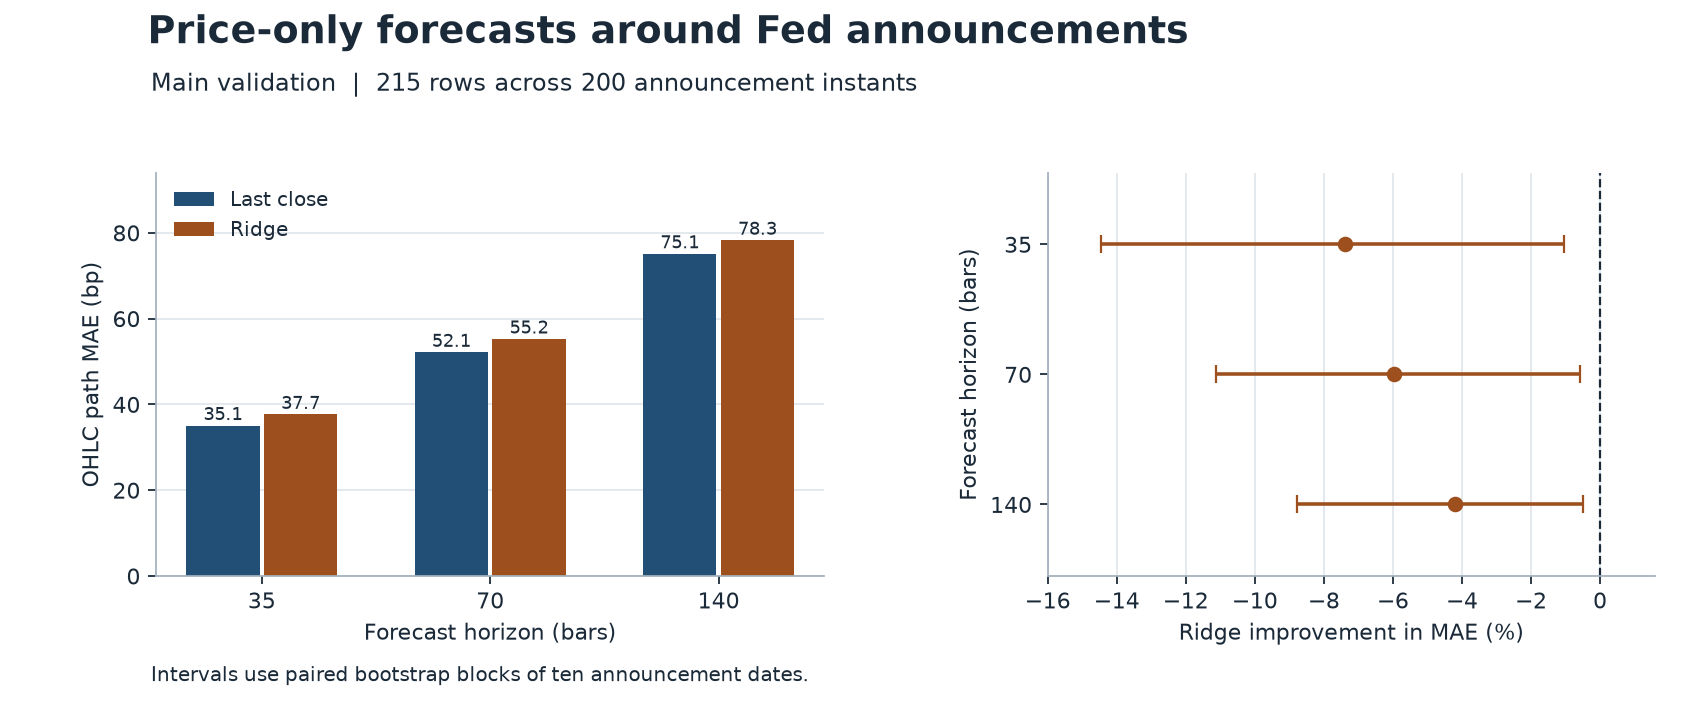 Price-only forecasts around Fed announcements
Main validation | 215 rows across 200 announcement instants
Last close
Ridge
OHLC path MAE (bp)
80
60
40
20
0
35.1
37.7
52.1
55.2
75.1
78.3
35
70
140
Forecast horizon (bars)
Forecast horizon (bars)
35
70
140
−16
−14
−12
−10
−8
−6
−4
−2
0
Ridge improvement in MAE (%)
Intervals use paired bootstrap blocks of ten announcement dates.